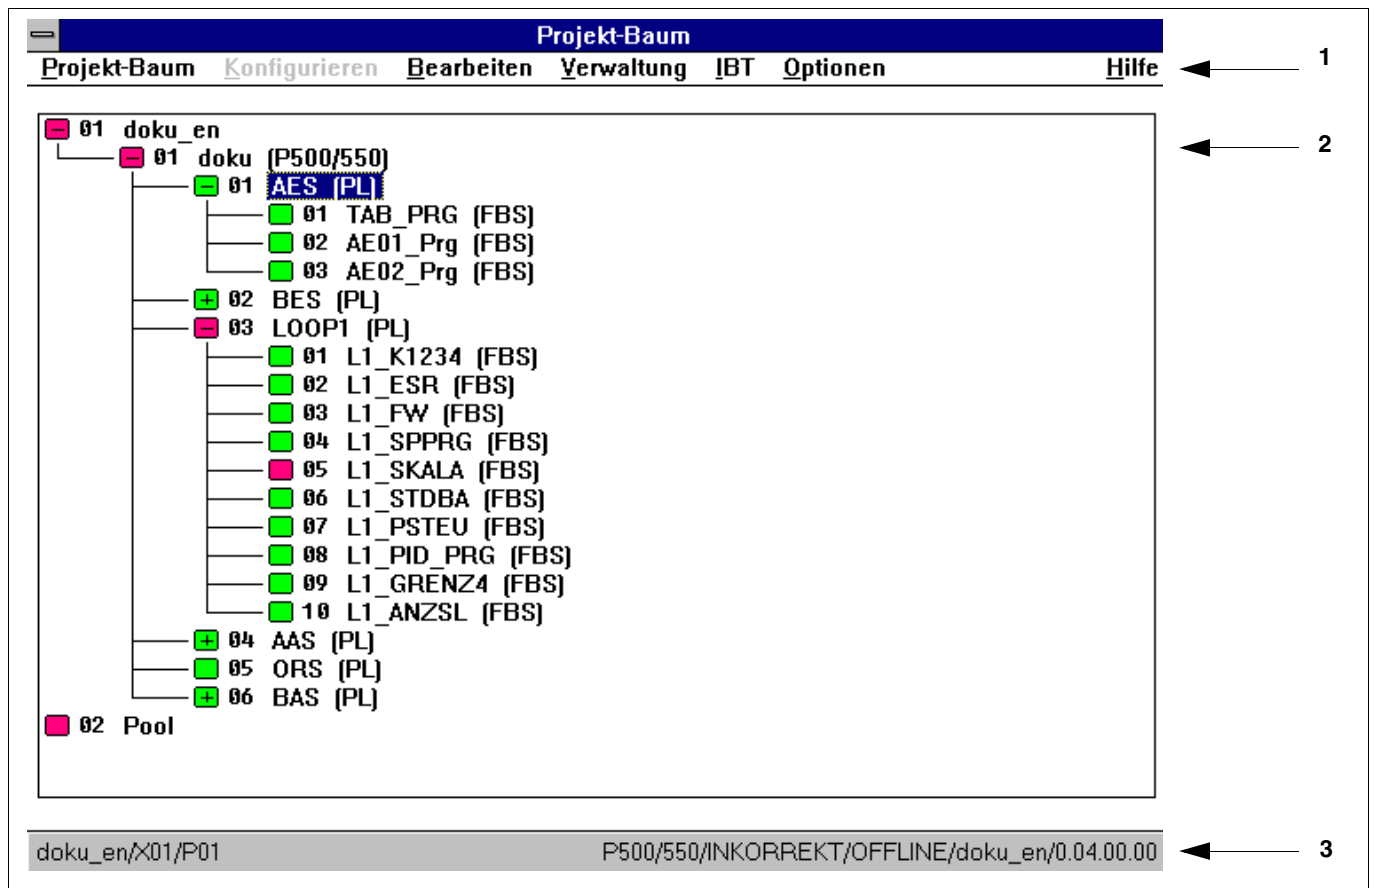 Projekt-Baum
Projekt-Baum Konfigurieren Bearbeiten Verwaltung IBT Optionen Hilfe
1
01 doku_en
2
01 doku (P500/550)
01 AES (PL)
01 TAB_PRG (FBS)
02 AE01_Prg (FBS)
03 AE02_Prg (FBS)
02 BES (PL)
03 LOOP1 (PL)
01 L1_K1234 (FBS)
02 L1_ESR (FBS)
03 L1_FW (FBS)
04 L1_SPPRG (FBS)
05 L1_SKALA (FBS)
06 L1_STDBA (FBS)
07 L1_PSTEU (FBS)
08 L1_PID_PRG (FBS)
09 L1_GRENZ4 (FBS)
10 L1_ANZSL (FBS)
04 AAS (PL)
05 ORS (PL)
06 BAS (PL)
02 Pool
doku_en/X01/P01 P500/550/INKORREKT/OFFLINE/doku_en/0.04.00.00
3